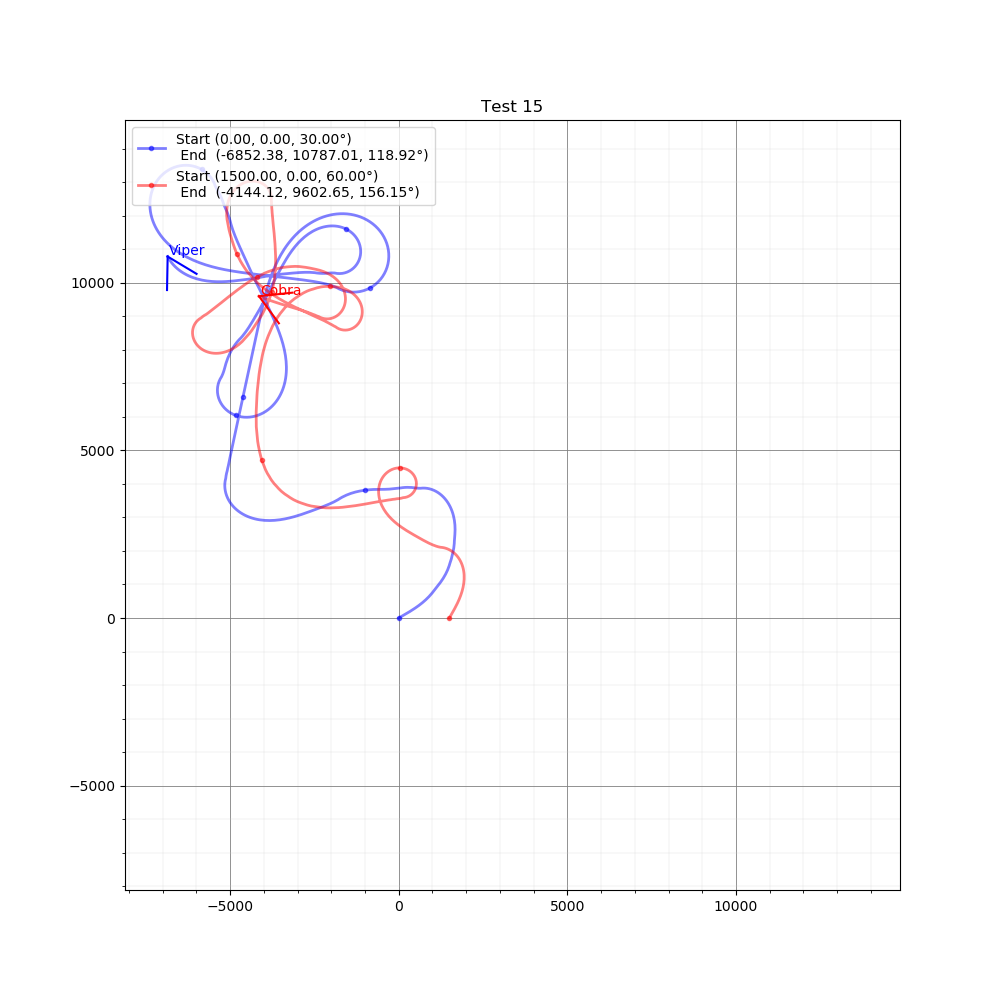 Test 15
Start (0.00, 0.00, 30.00°)
End (-6852.38, 10787.01, 118.92°)
Start (1500.00, 0.00, 60.00°)
End (-4144.12, 9602.65, 156.15°)
Viper
Cobra
10000
5000
0
−5000
−5000
0
5000
10000